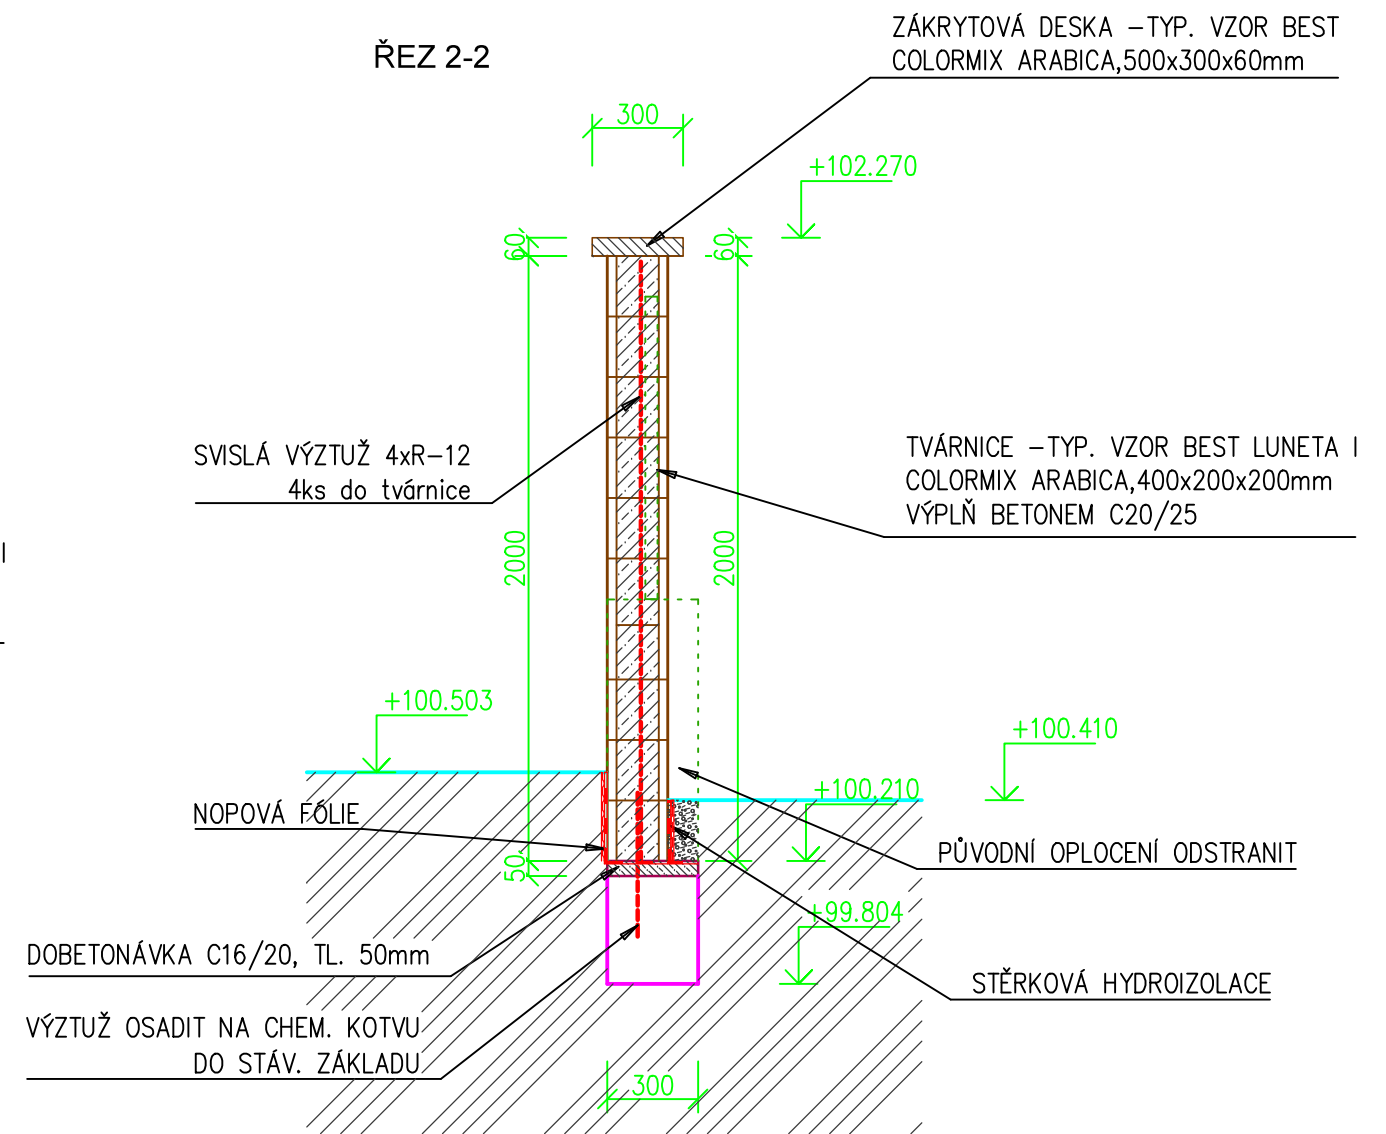 ŘEZ 2-2
ZÁKRYTOVÁ DESKA –TYP. VZOR BEST
COLORMIX ARABICA,500x300x60mm
300
+102.270
60
60
SVISLÁ VÝZTUŽ 4xR–12
4ks do tvárnice
TVÁRNICE –TYP. VZOR BEST LUNETA I
COLORMIX ARABICA,400x200x200mm
VÝPLŇ BETONEM C20/25
2000
2000
+100.503
+100.410
+100.210
NOPOVÁ FÓLIE
PŮVODNÍ OPLOCENÍ ODSTRANIT
50
+99.804
DOBETONÁVKA C16/20, TL. 50mm
STĚRKOVÁ HYDROIZOLACE
VÝZTUŽ OSADIT NA CHEM. KOTVU
DO STÁV. ZÁKLADU
300